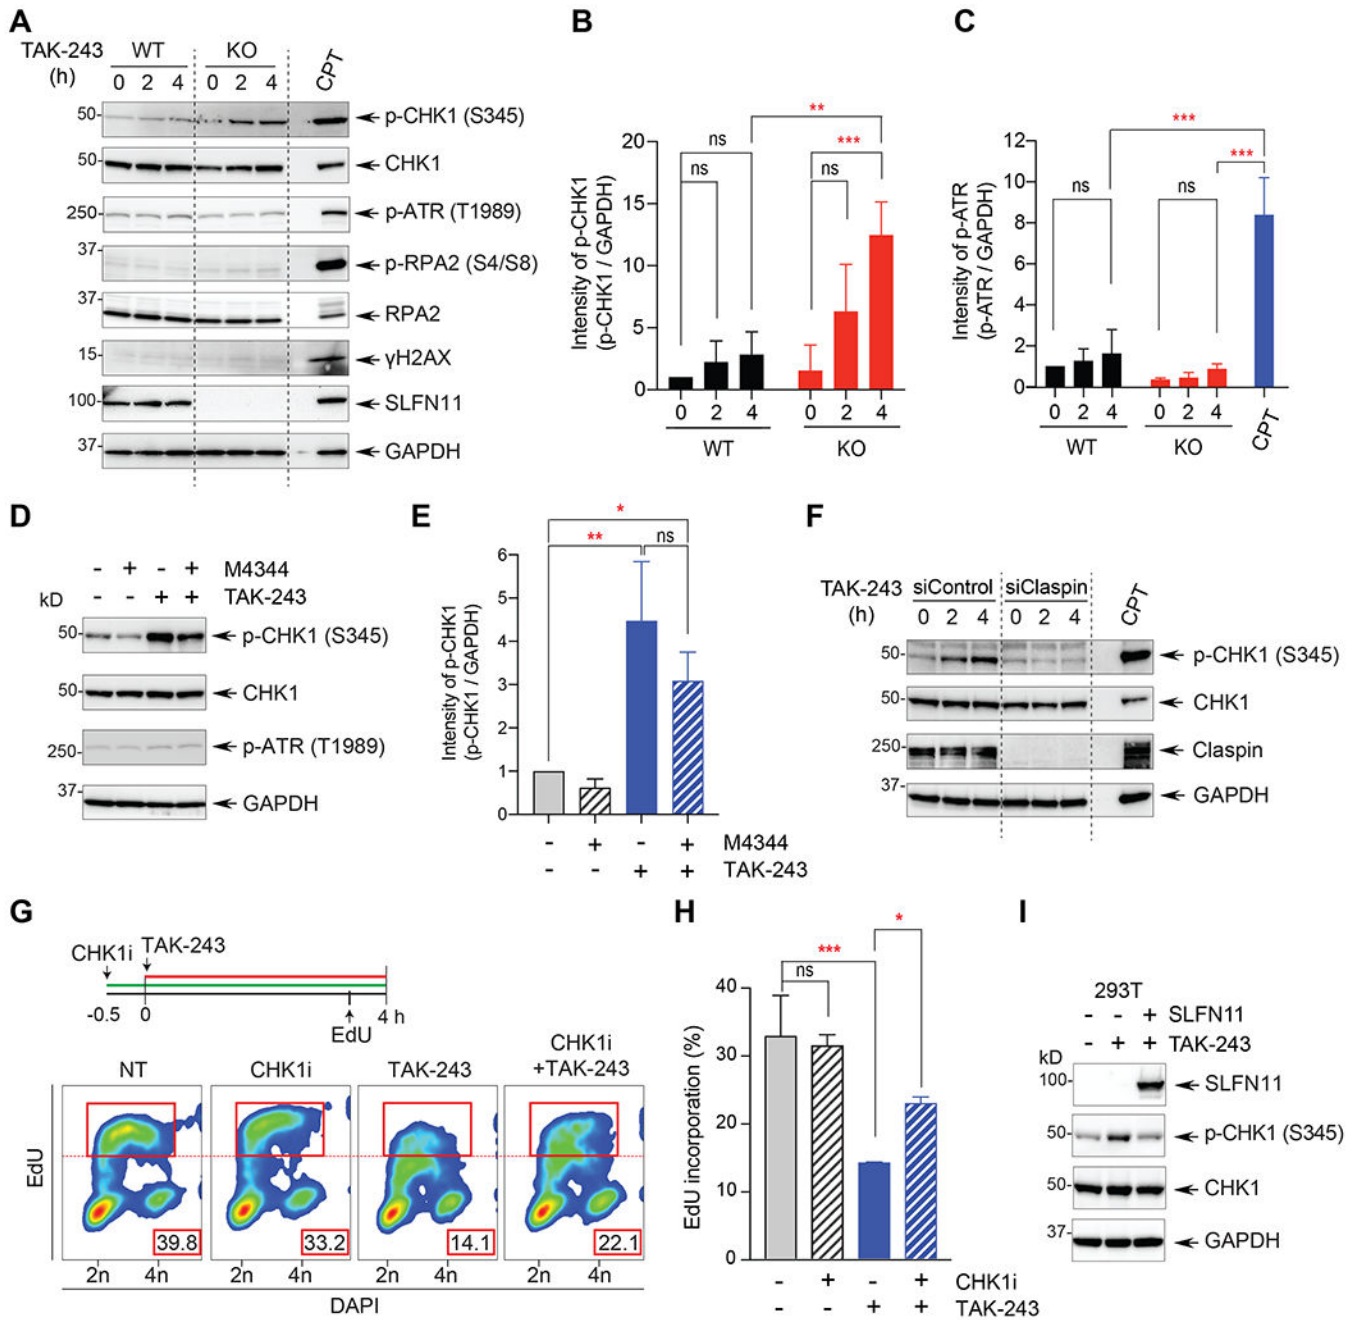 A
TAK-243 (h)
WT KO CPT
0 2 4 0 2 4
50 p-CHK1 (S345)
50 CHK1
250 p-ATR (T1989)
37 p-RPA2 (S4/S8)
37 RPA2
15 γH2AX
100 SLFN11
37 GAPDH
B
Intensity of p-CHK1
(p-CHK1 / GAPDH)
20
15
10
5
0
ns
ns
ns
***
**
0 2 4 0 2 4
WT KO
C
Intensity of p-ATR
(p-ATR / GAPDH)
12
10
8
6
4
2
0
ns
ns
***
***
0 2 4 0 2 4 CPT
WT KO
D
- + - + M4344
- - + + TAK-243
kD
50 p-CHK1 (S345)
50 CHK1
250 p-ATR (T1989)
37 GAPDH
E
Intensity of p-CHK1
(p-CHK1 / GAPDH)
6
5
4
3
2
1
0
*
** ns
- + - + M4344
- - + + TAK-243
F
TAK-243 (h)
siControl siClaspin CPT
0 2 4 0 2 4
50 p-CHK1 (S345)
50 CHK1
250 Claspin
37 GAPDH
G
CHK1i TAK-243
-0.5 0 4 h
EdU
NT CHK1i TAK-243 CHK1i
+TAK-243
EdU
39.8 33.2 14.1 22.1
2n 4n 2n 4n 2n 4n 2n 4n
DAPI
H
EdU incorporation (%)
40
30
20
10
0
*
***
ns
- + - + CHK1i
- - + + TAK-243
I
293T
- - + SLFN11
- + + TAK-243
kD
100 SLFN11
50 p-CHK1 (S345)
50 CHK1
37 GAPDH